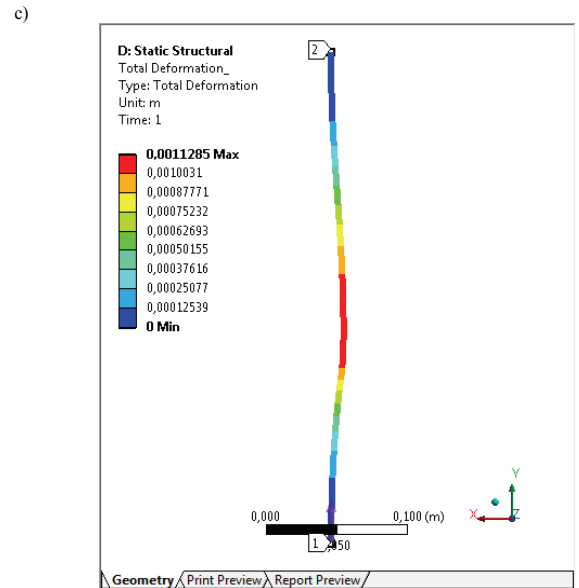 c)
D: Static Structural
Total Deformation_
Type: Total Deformation
Unit: m
Time: 1
0,0011285 Max
0,0010031
0,00087771
0,00075232
0,00062693
0,00050155
0,00037616
0,00025077
0,00012539
0 Min
2
Y
X
Z
0,000
0,100 (m)
1
,050
Geometry
Print Preview
Report Preview